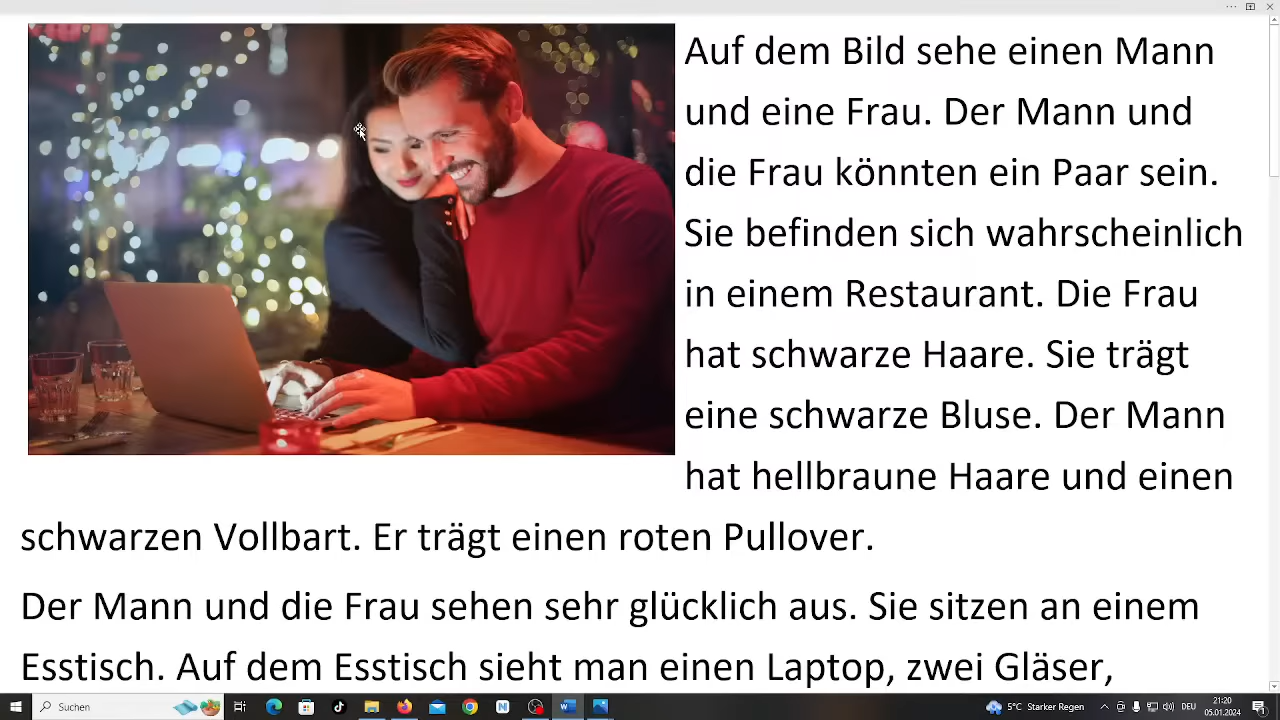 Auf dem Bild sehe einen Mann
und eine Frau. Der Mann und
die Frau könnten ein Paar sein.
Sie befinden sich wahrscheinlich
in einem Restaurant. Die Frau
hat schwarze Haare. Sie trägt
eine schwarze Bluse. Der Mann
hat hellbraune Haare und einen
schwarzen Vollbart. Er trägt einen roten Pullover.
Der Mann und die Frau sehen sehr glücklich aus. Sie sitzen an einem
Esstisch. Auf dem Esstisch sieht man einen Laptop, zwei Gläser,
Suchen
5°C Starker Regen
DEU
21:20
05.01.2024